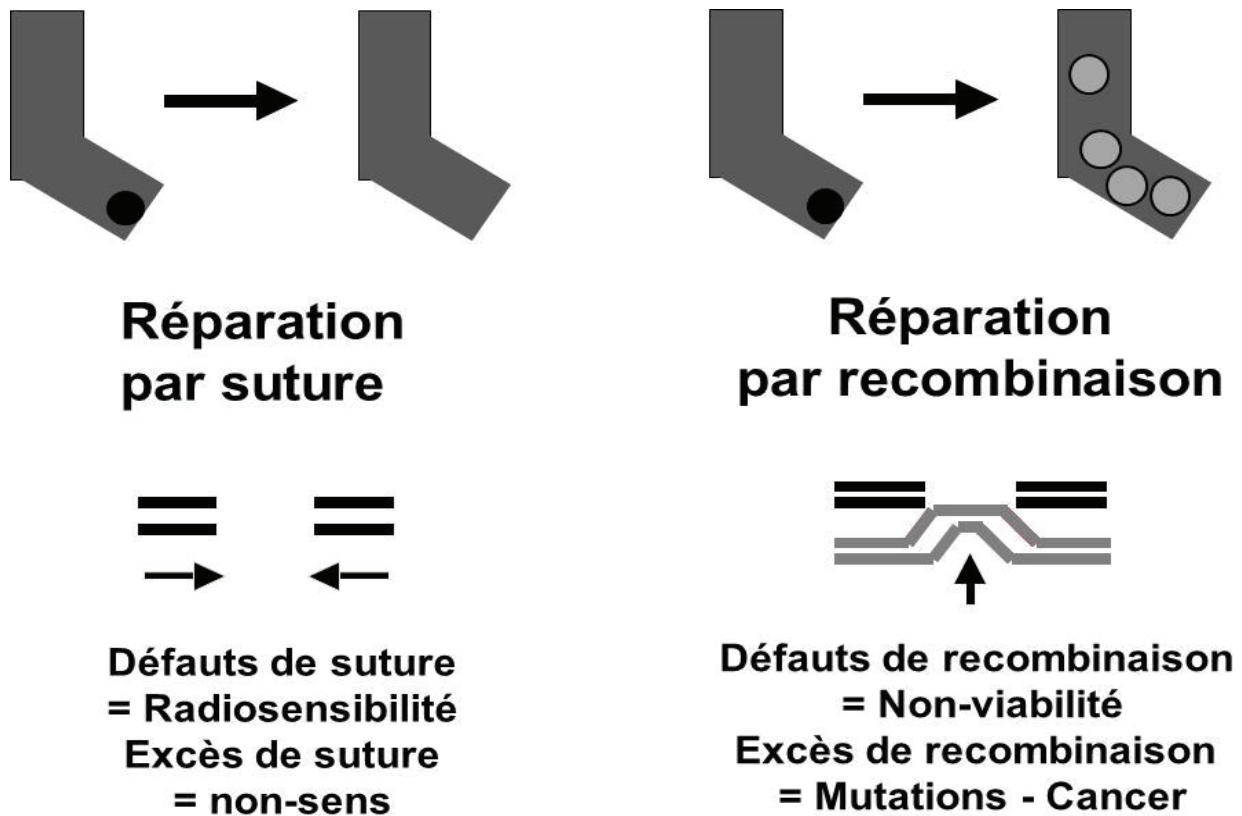 Réparation
par suture
Défauts de suture
= Radiosensibilité
Excès de suture
= non-sens
Réparation
par recombinaison
Défauts de recombinaison
= Non-viabilité
Excès de recombinaison
= Mutations - Cancer